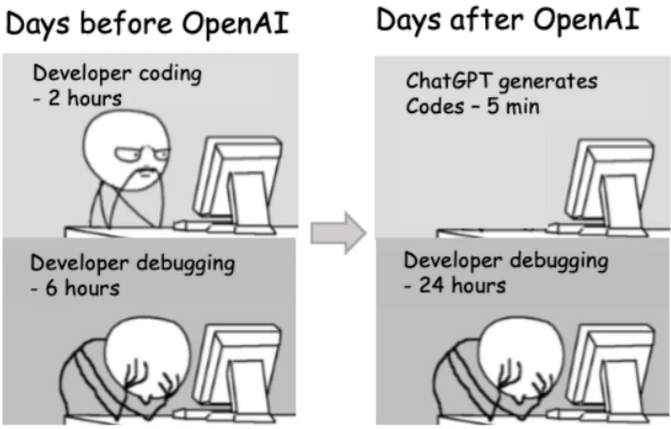 Days before OpenAI
Days after OpenAI
Developer coding
- 2 hours
ChatGPT generates
Codes – 5 min
Developer debugging
- 6 hours
Developer debugging
- 24 hours